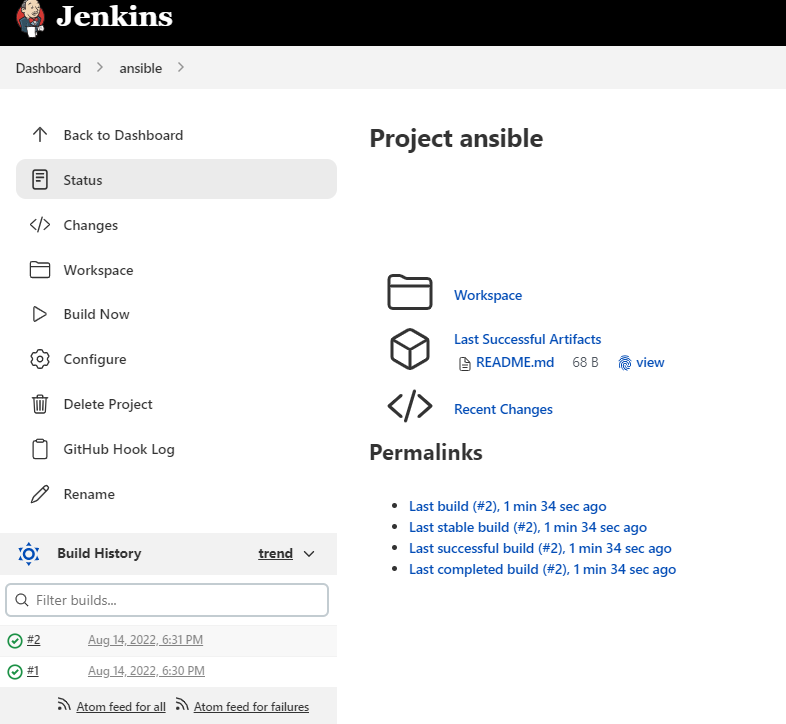 Jenkins
Dashboard
ansible
Back to Dashboard
Status
Changes
Workspace
Build Now
Configure
Delete Project
GitHub Hook Log
Rename
Build History
trend
Filter builds...
#2 Aug 14, 2022, 6:31 PM
#1 Aug 14, 2022, 6:30 PM
Atom feed for all Atom feed for failures
Project ansible
Workspace
Last Successful Artifacts
README.md 68 B view
Recent Changes
Permalinks
Last build (#2), 1 min 34 sec ago
Last stable build (#2), 1 min 34 sec ago
Last successful build (#2), 1 min 34 sec ago
Last completed build (#2), 1 min 34 sec ago